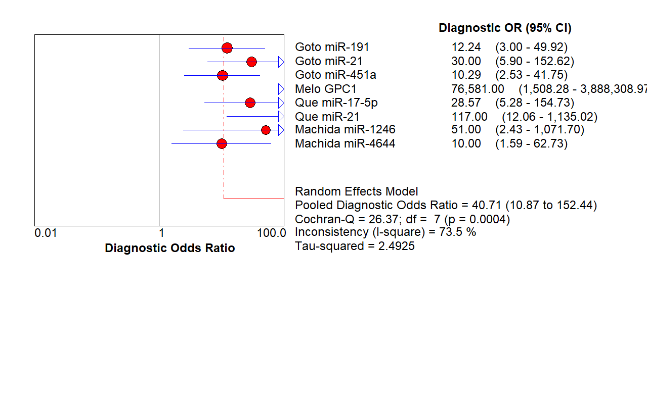 Diagnostic OR (95% CI)
Goto miR-191 12.24 (3.00 - 49.92)
Goto miR-21 30.00 (5.90 - 152.62)
Goto miR-451a 10.29 (2.53 - 41.75)
Melo GPC1 76,581.00 (1,508.28 - 3,888,308.97
Que miR-17-5p 28.57 (5.28 - 154.73)
Que miR-21 117.00 (12.06 - 1,135.02)
Machida miR-1246 51.00 (2.43 - 1,071.70)
Machida miR-4644 10.00 (1.59 - 62.73)
Random Effects Model
Pooled Diagnostic Odds Ratio = 40.71 (10.87 to 152.44)
Cochran-Q = 26.37; df = 7 (p = 0.0004)
Inconsistency (I-square) = 73.5 %
Tau-squared = 2.4925
0.01 1 100.0
Diagnostic Odds Ratio